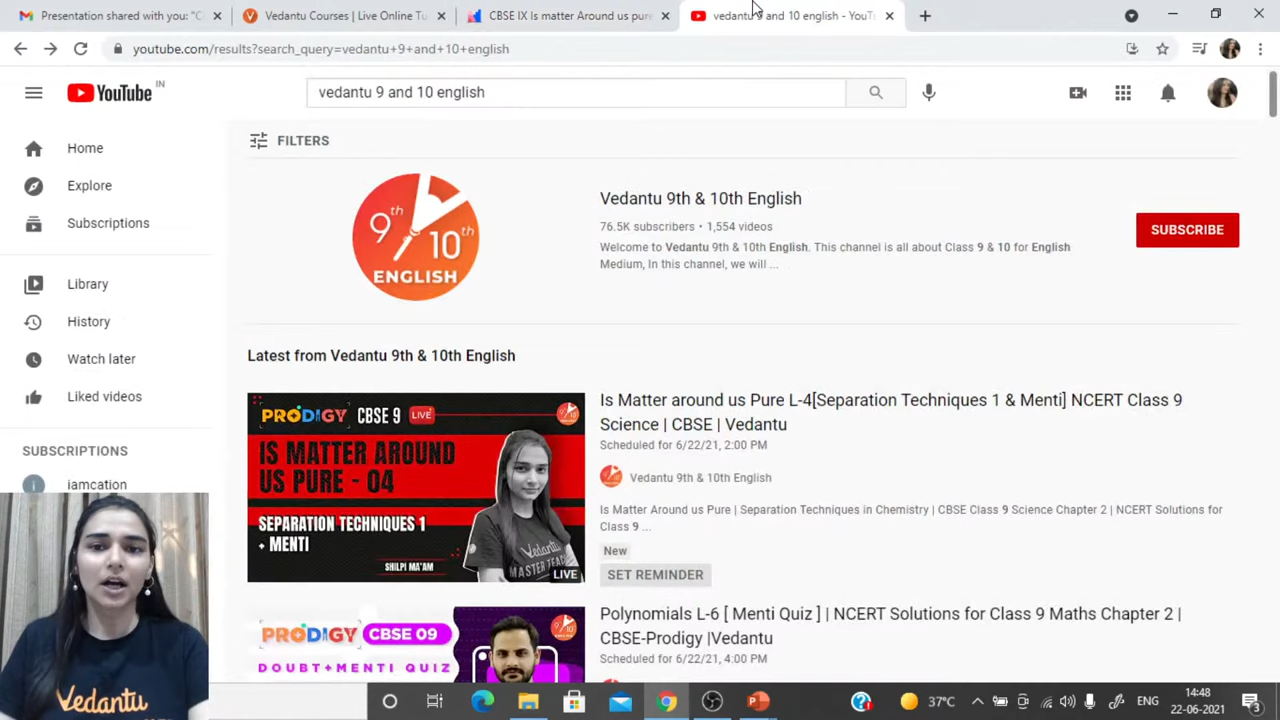 Presentation shared with you: "C
Vedantu Courses | Live Online Tu
CBSE IX Is matter Around us pure
vedantu 9 and 10 english - YouTu
youtube.com/results?search_query=vedantu+9+and+10+english
YouTube IN
vedantu 9 and 10 english
FILTERS
Home
Explore
Subscriptions
Library
History
Watch later
Liked videos
SUBSCRIPTIONS
iamcation
9th
10th
ENGLISH
Vedantu 9th & 10th English
76.5K subscribers • 1,554 videos
Welcome to Vedantu 9th & 10th English. This channel is all about Class 9 & 10 for English
Medium, In this channel, we will ...
SUBSCRIBE
Latest from Vedantu 9th & 10th English
PRODIGY CBSE 9 LIVE
IS MATTER AROUND
US PURE - 04
SEPARATION TECHNIQUES 1
+ MENTI
SHILPI MA'AM
Vedantu
MASTER TEACHER
LIVE
Is Matter around us Pure L-4[Separation Techniques 1 & Menti] NCERT Class 9
Science | CBSE | Vedantu
Scheduled for 6/22/21, 2:00 PM
Vedantu 9th & 10th English
Is Matter Around us Pure | Separation Techniques in Chemistry | CBSE Class 9 Science Chapter 2 | NCERT Solutions for
Class 9 ...
New
SET REMINDER
PRODIGY CBSE 09
DOUBT+MENTI QUIZ
Polynomials L-6 [ Menti Quiz ] | NCERT Solutions for Class 9 Maths Chapter 2 |
CBSE-Prodigy |Vedantu
Scheduled for 6/22/21, 4:00 PM
Vedantu
37°C
ENG
14:48
22-06-2021
3